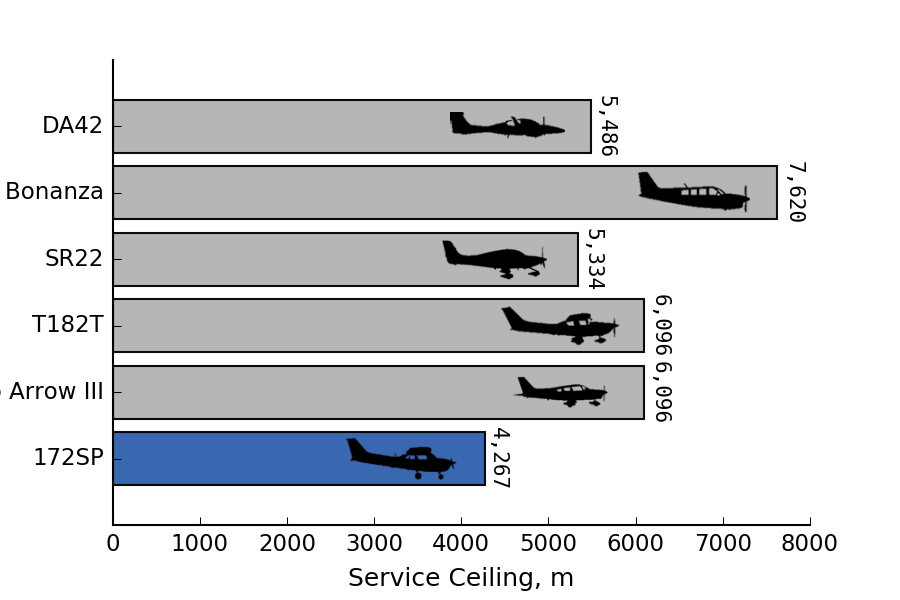 DA42
5,486
Bonanza
7,620
SR22
5,334
T182T
6,096
Arrow III
6,096
172SP
4,267
0 1000 2000 3000 4000 5000 6000 7000 8000
Service Ceiling, m